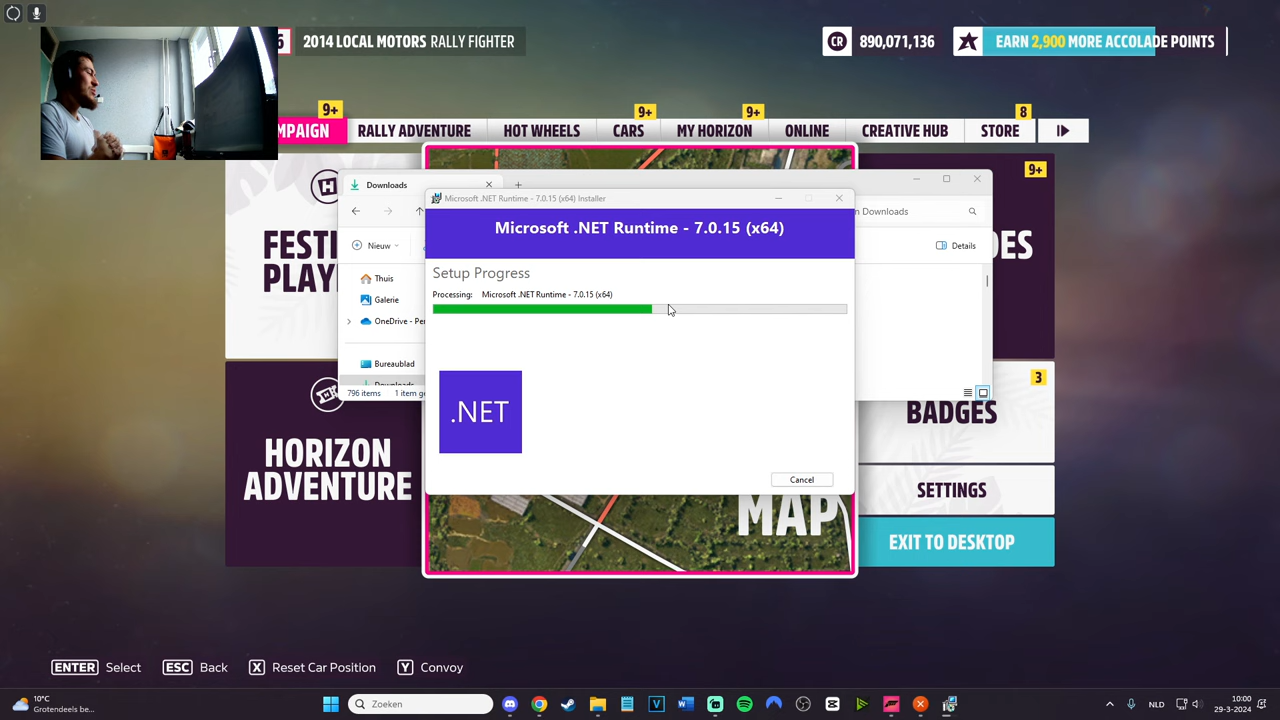 6 2014 LOCAL MOTORS RALLY FIGHTER
CR 890,071,136
EARN 2,900 MORE ACCOLADE POINTS
9+
9+
9+
8
MPAIGN
RALLY ADVENTURE
HOT WHEELS
CARS
MY HORIZON
ONLINE
CREATIVE HUB
STORE
Downloads
Microsoft .NET Runtime - 7.0.15 (x64) Installer
9+
n Downloads
Microsoft .NET Runtime - 7.0.15 (x64)
Nieuw
Details
FESTI
PLAY
DES
Setup Progress
Thuis
Processing: Microsoft .NET Runtime - 7.0.15 (x64)
Galerie
OneDrive - Per
Bureaublad
Downloads
796 items 1 item ge
3
.NET
BADGES
HORIZON
ADVENTURE
Cancel
SETTINGS
MAP
EXIT TO DESKTOP
ENTER Select ESC Back X Reset Car Position Y Convoy
10°C
Grotendeels be...
Zoeken
NLD
10:00
29-3-2024